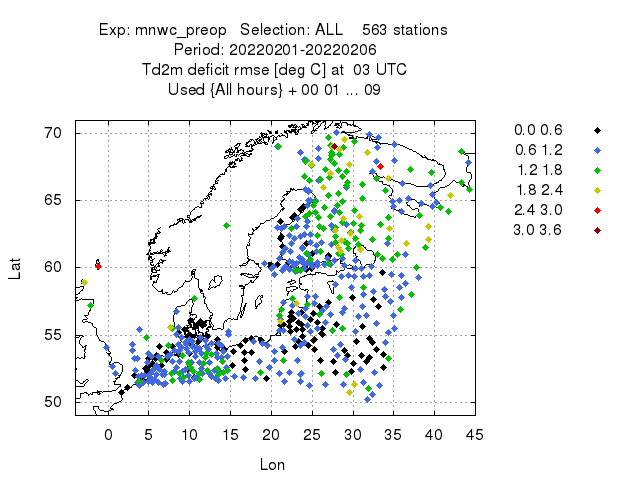 Exp: mnwc_preop   Selection: ALL    563 stations
Period: 20220201-20220206
Td2m deficit rmse [deg C] at  03 UTC
Used {All hours} + 00 01 ... 09
70
65
60
55
50
Lat
0 5 10 15 20 25 30 35 40 45
Lon
0.0 0.6
0.6 1.2
1.2 1.8
1.8 2.4
2.4 3.0
3.0 3.6